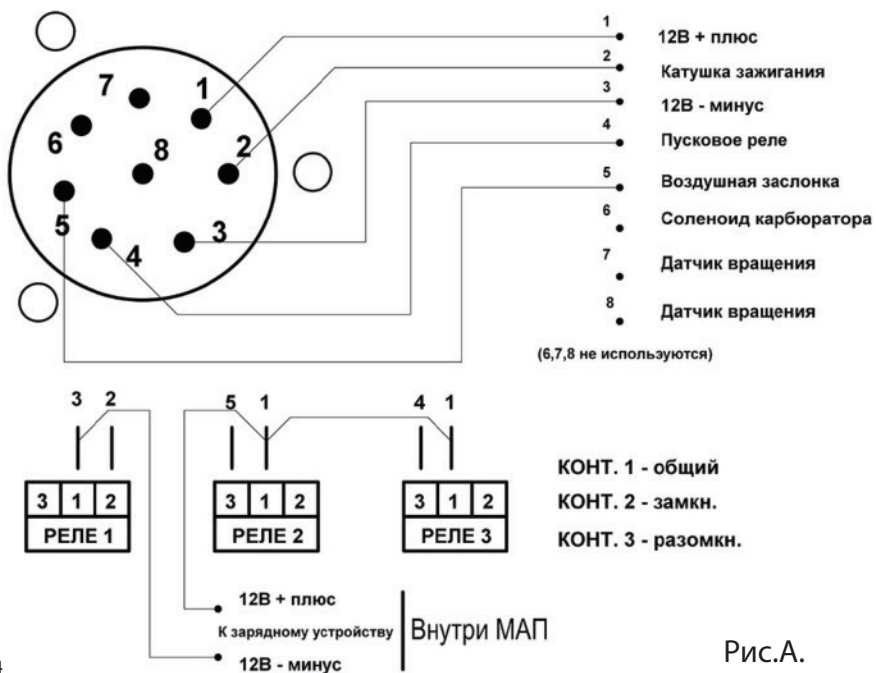 7
1
6
8
2
5
4
3
1
12В + плюс
2
Катушка зажигания
3
12В - минус
4
Пусковое реле
5
Воздушная заслонка
6
Соленоид карбюратора
7
Датчик вращения
8
Датчик вращения
(6,7,8 не используются)
3 2
5 1
4 1
3 1 2
РЕЛЕ 1
3 1 2
РЕЛЕ 2
3 1 2
РЕЛЕ 3
КОНТ. 1 - общий
КОНТ. 2 - замкн.
КОНТ. 3 - разомкн.
12В + плюс
К зарядному устройству
12В - минус
Внутри МАП
Рис.А.